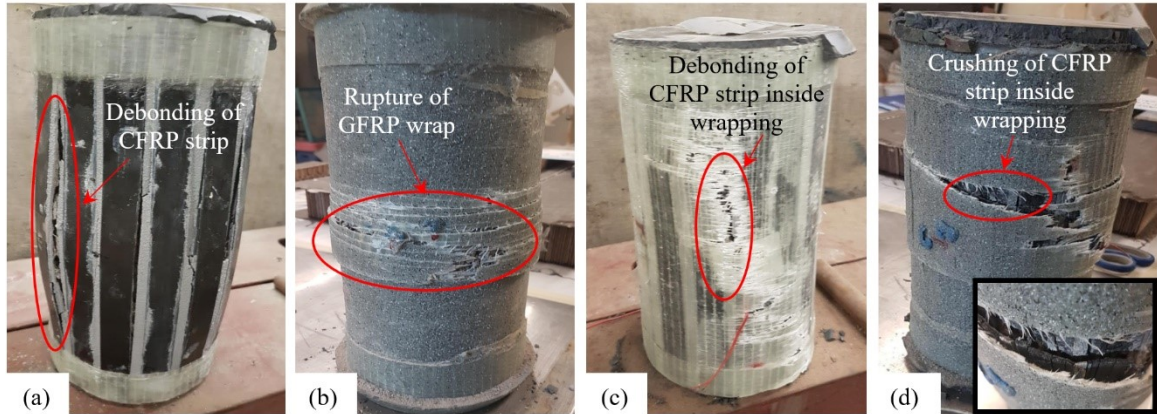 Debonding of
CFRP strip
(a)
Rupture of
GFRP wrap
(b)
Debonding of
CFRP strip inside
wrapping
(c)
Crushing of CFRP
strip inside
wrapping
(d)